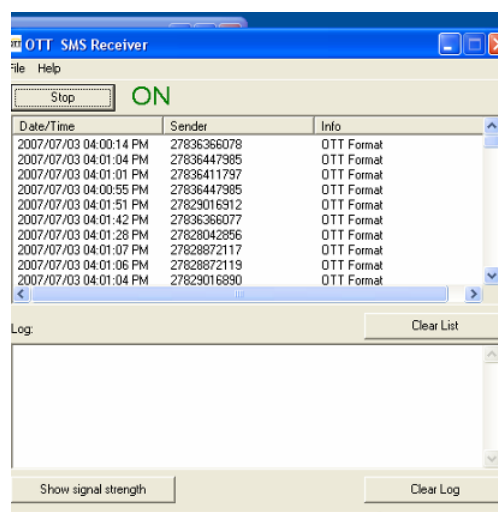 OTT OTT SMS Receiver
File Help
Stop ON
Date/Time Sender Info
2007/07/03 04:00:14 PM 27836366078 OTT Format
2007/07/03 04:01:04 PM 27836447985 OTT Format
2007/07/03 04:01:01 PM 27836411797 OTT Format
2007/07/03 04:00:55 PM 27836447985 OTT Format
2007/07/03 04:01:51 PM 27829016912 OTT Format
2007/07/03 04:01:42 PM 27836366077 OTT Format
2007/07/03 04:01:28 PM 27828042856 OTT Format
2007/07/03 04:01:07 PM 27828872117 OTT Format
2007/07/03 04:01:06 PM 27828872119 OTT Format
2007/07/03 04:01:04 PM 27829016890 OTT Format
Log: Clear List
Show signal strength Clear Log